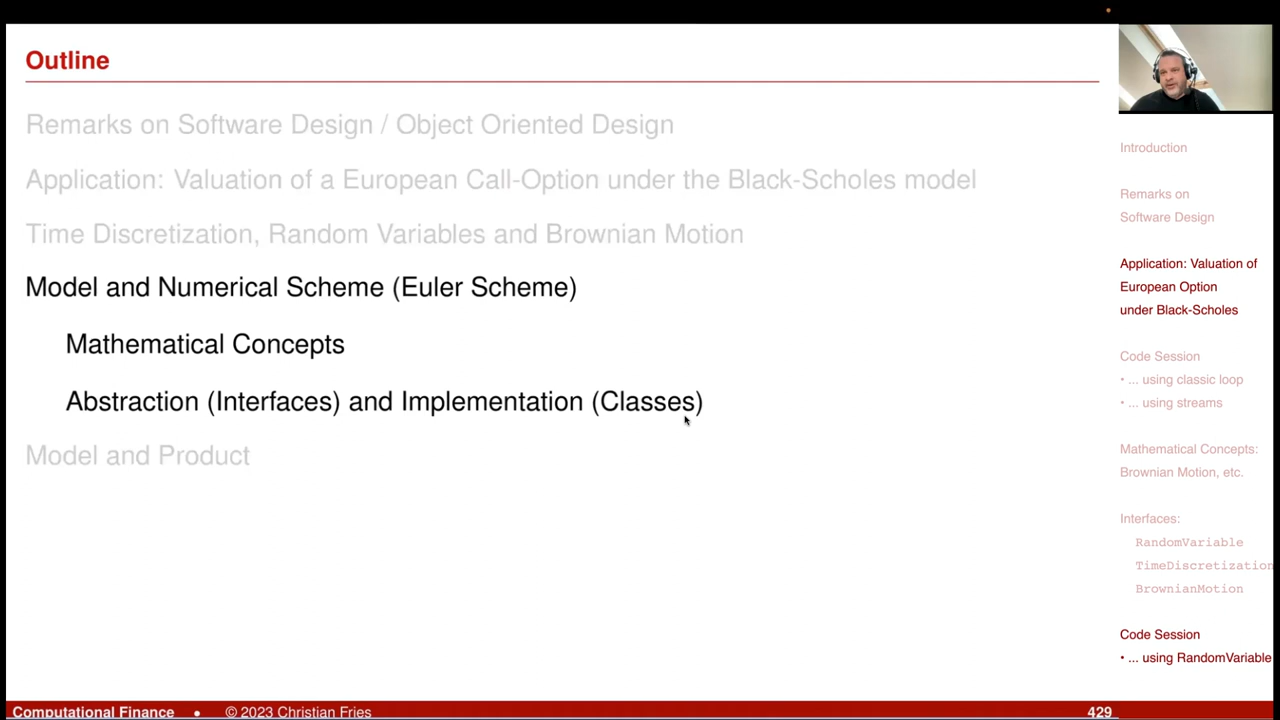 Outline
Remarks on Software Design / Object Oriented Design
Application: Valuation of a European Call-Option under the Black-Scholes model
Time Discretization, Random Variables and Brownian Motion
Model and Numerical Scheme (Euler Scheme)
Mathematical Concepts
Abstraction (Interfaces) and Implementation (Classes)
Model and Product
Introduction
Remarks on
Software Design
Application: Valuation of
European Option
under Black-Scholes
Code Session
• ... using classic loop
• ... using streams
Mathematical Concepts:
Brownian Motion, etc.
Interfaces:
RandomVariable
TimeDiscretization
BrownianMotion
Code Session
• ... using RandomVariable
Computational Finance • © 2023 Christian Fries 429